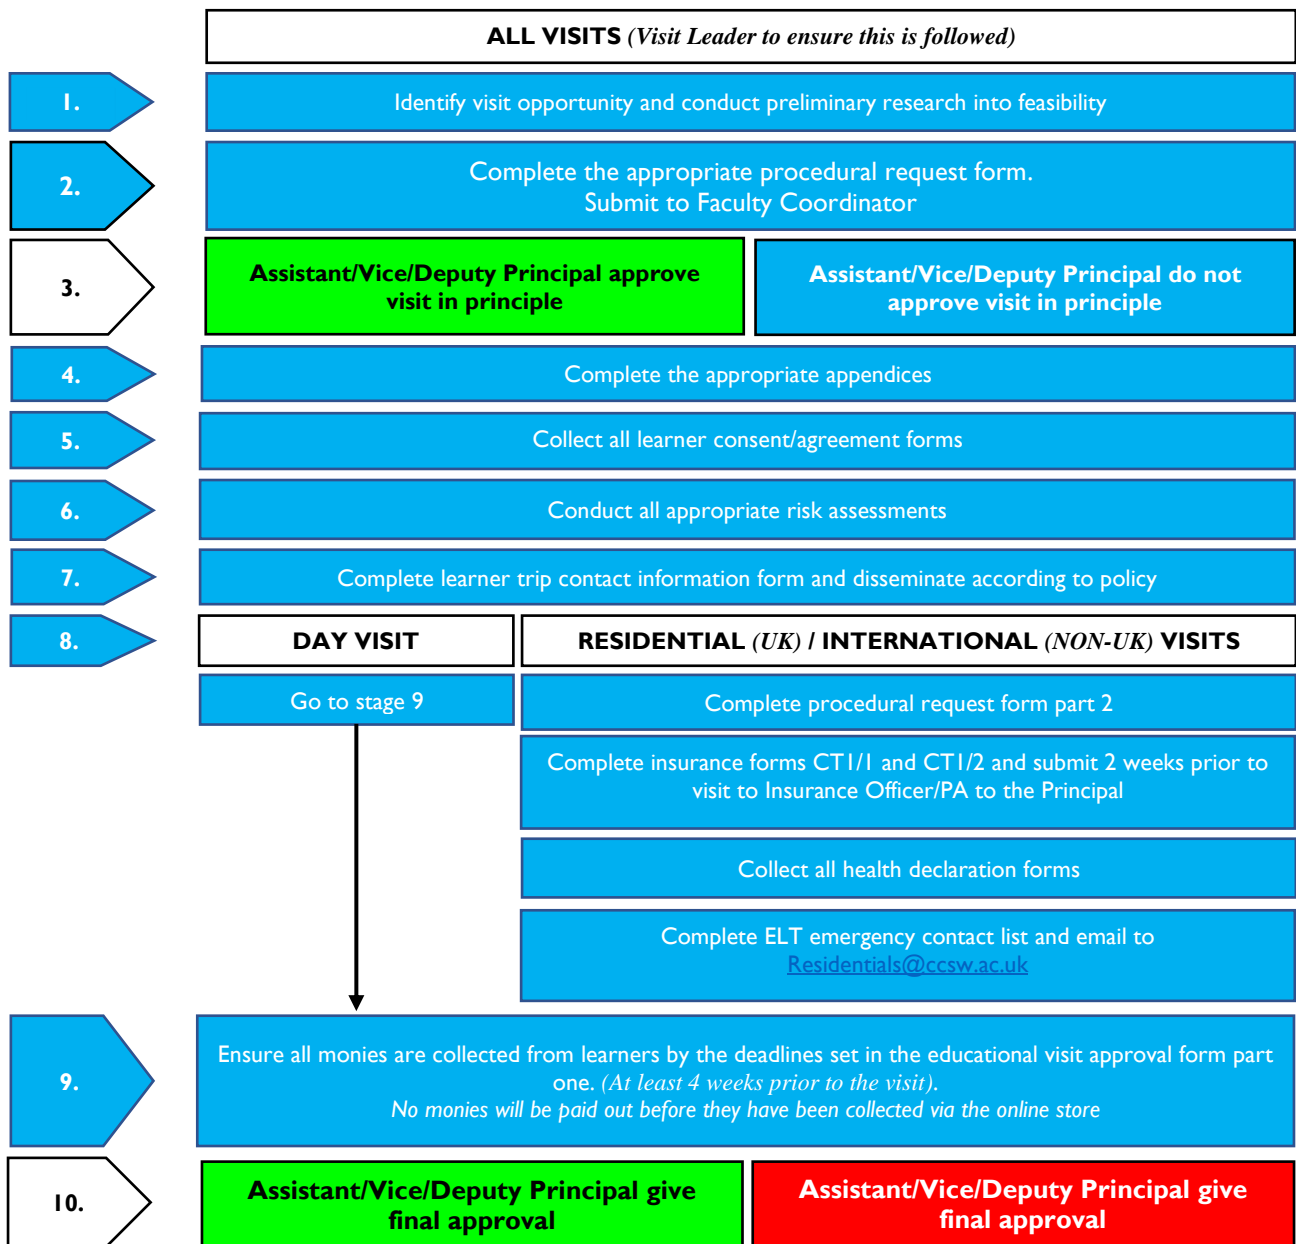 ALL VISITS (Visit Leader to ensure this is followed)
1.
Identify visit opportunity and conduct preliminary research into feasibility
2.
Complete the appropriate procedural request form.
Submit to Faculty Coordinator
3.
Assistant/Vice/Deputy Principal approve
visit in principle
Assistant/Vice/Deputy Principal do not
approve visit in principle
4.
Complete the appropriate appendices
5.
Collect all learner consent/agreement forms
6.
Conduct all appropriate risk assessments
7.
Complete learner trip contact information form and disseminate according to policy
8.
DAY VISIT
RESIDENTIAL (UK) / INTERNATIONAL (NON-UK) VISITS
Go to stage 9
Complete procedural request form part 2
Complete insurance forms CT1/1 and CT1/2 and submit 2 weeks prior to
visit to Insurance Officer/PA to the Principal
Collect all health declaration forms
Complete ELT emergency contact list and email to
Residentials@ccsw.ac.uk
9.
Ensure all monies are collected from learners by the deadlines set in the educational visit approval form part
one. (At least 4 weeks prior to the visit).
No monies will be paid out before they have been collected via the online store
10.
Assistant/Vice/Deputy Principal give
final approval
Assistant/Vice/Deputy Principal give
final approval